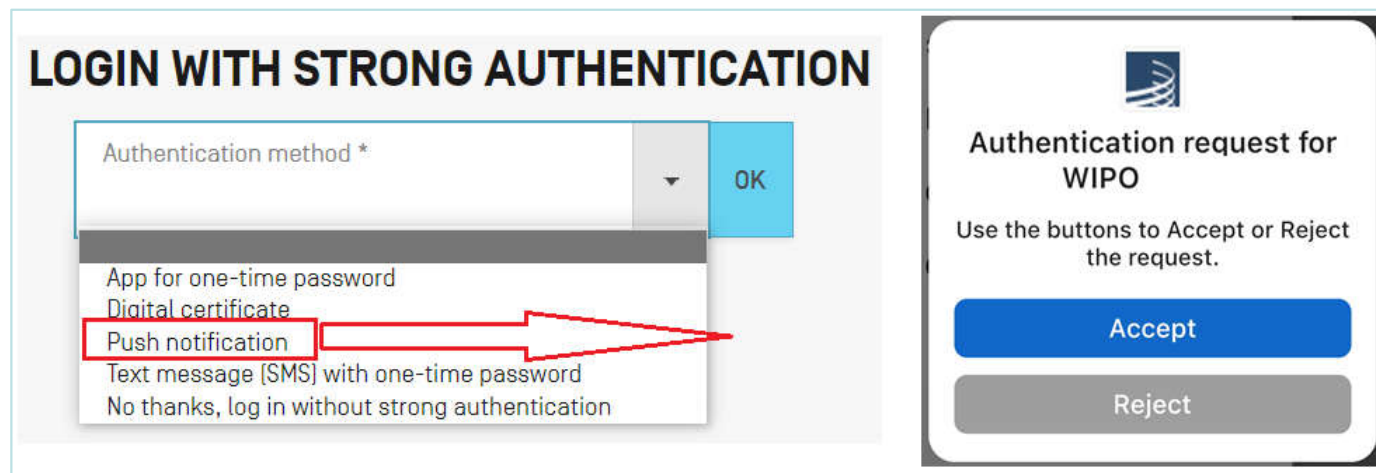 LOGIN WITH STRONG AUTHENTICATION
Authentication method *
OK
App for one-time password
Digital certificate
Push notification
Text message (SMS) with one-time password
No thanks, log in without strong authentication
Authentication request for
WIPO
Use the buttons to Accept or Reject
the request.
Accept
Reject